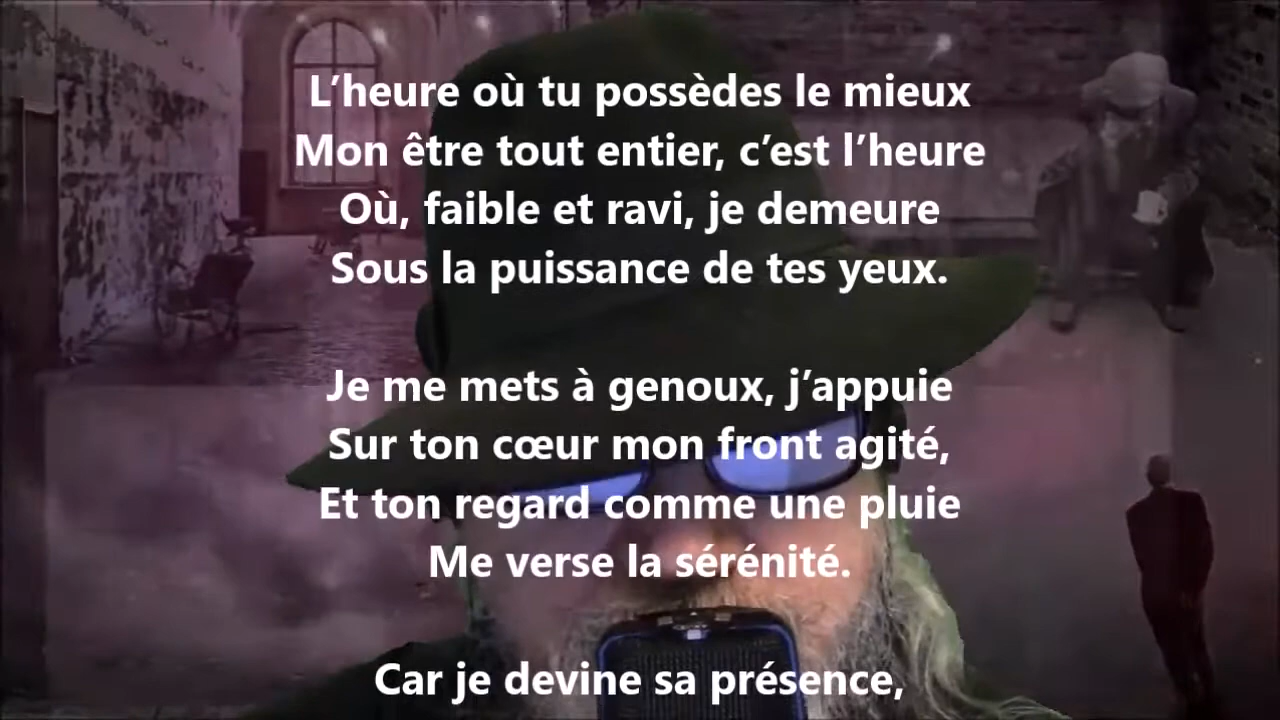 L’heure où tu possèdes le mieux
Mon être tout entier, c’est l’heure
Où, faible et ravi, je demeure
Sous la puissance de tes yeux.
Je me mets à genoux, j’appuie
Sur ton cœur mon front agité,
Et ton regard comme une pluie
Me verse la sérénité.
Car je devine sa présence,